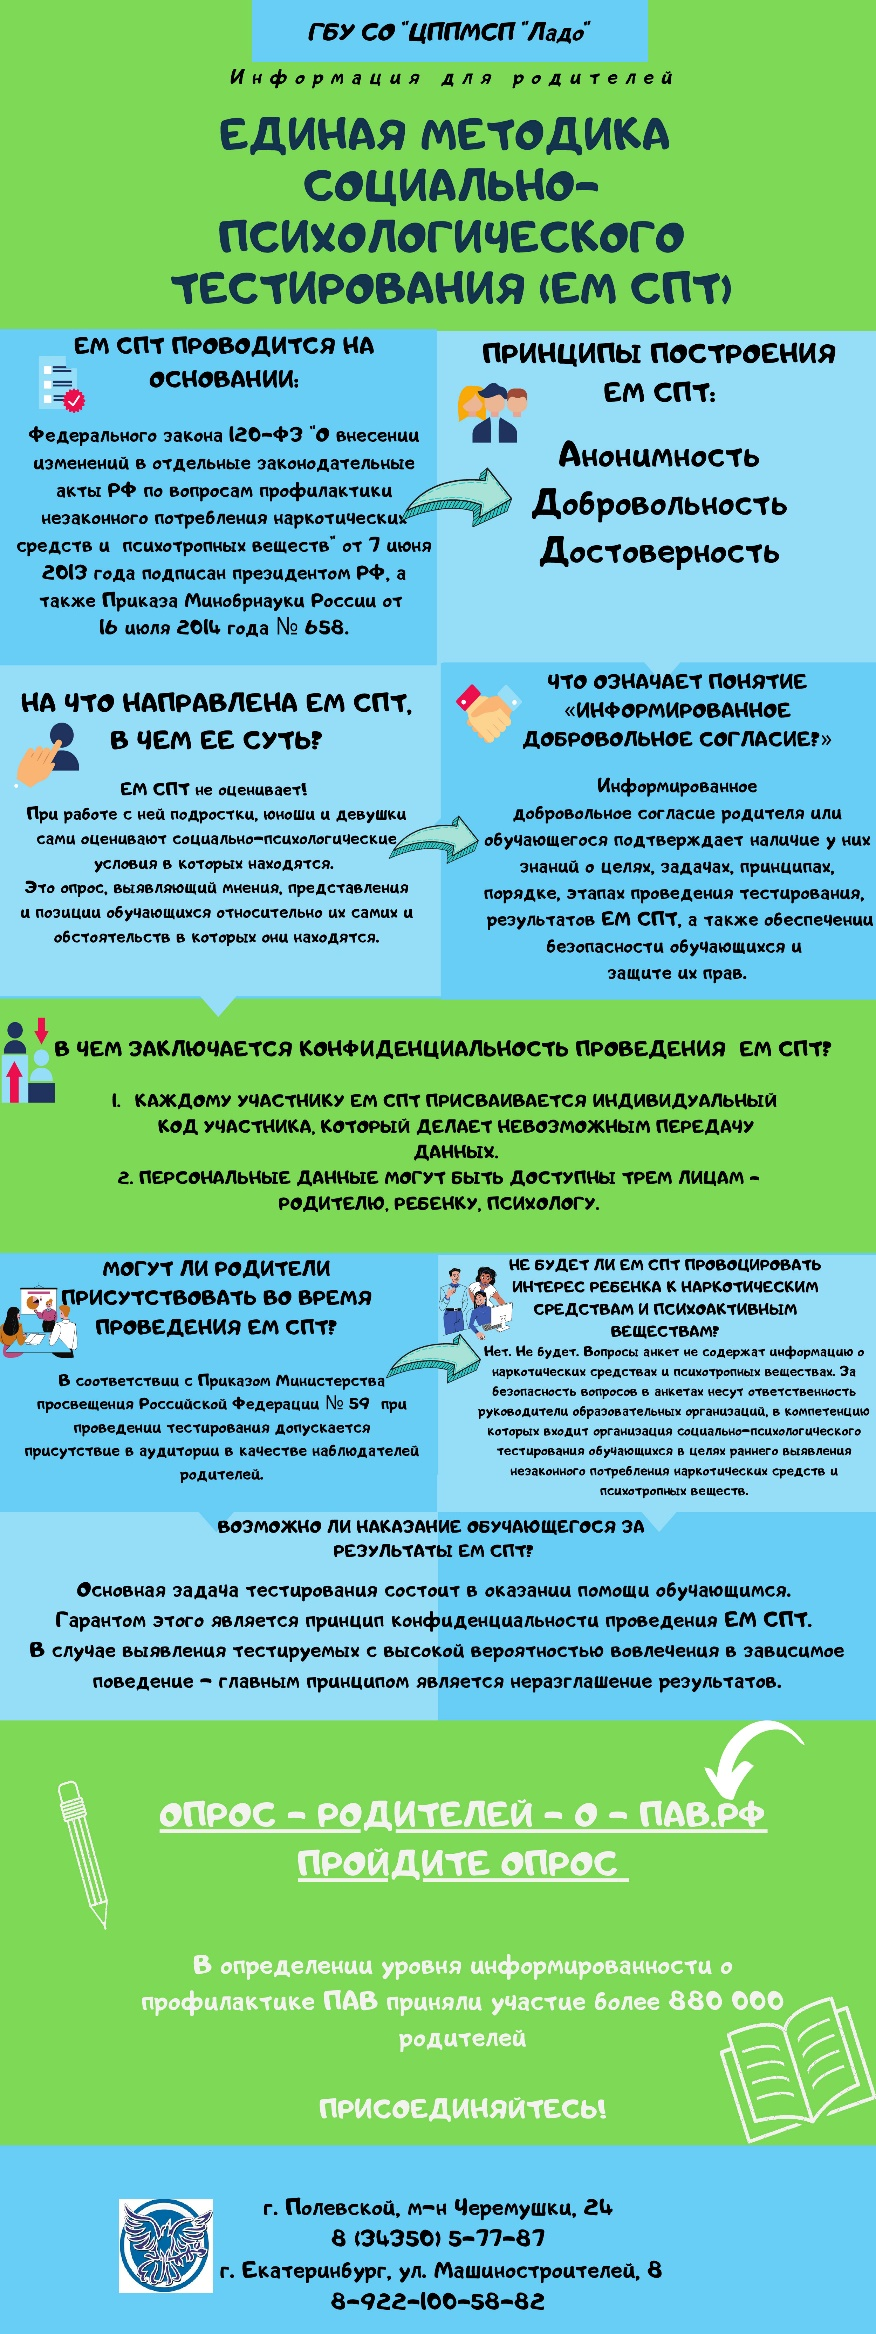 ГБУ СО "ЦППМСП "Ладо"
Информация для родителей
ЕДИНАЯ МЕТОДИКА
СОЦИАЛЬНО-
ПСИХОЛОГИЧЕСКОГО
ТЕСТИРОВАНИЯ (ЕМ СПТ)
ЕМ СПТ ПРОВОДИТСЯ НА
ОСНОВАНИИ:
Федерального закона 120-ФЗ "О внесении
изменений в отдельные законодательные
акты РФ по вопросам профилактики
незаконного потребления наркотических
средств и психотропных веществ" от 7 июня
2013 года подписан президентом РФ, а
также Приказа Минобрнауки России от
16 июля 2014 года № 658.
ПРИНЦИПЫ ПОСТРОЕНИЯ
ЕМ СПТ:
Анонимность
Добровольность
Достоверность
НА ЧТО НАПРАВЛЕНА ЕМ СПТ,
В ЧЕМ ЕЕ СУТЬ?
ЕМ СПТ не оценивает!
При работе с ней подростки, юноши и девушки
сами оценивают социально-психологические
условия в которых находятся.
Это опрос, выявляющий мнения, представления
и позиции обучающихся относительно их самих и
обстоятельств в которых они находятся.
ЧТО ОЗНАЧАЕТ ПОНЯТИЕ
«ИНФОРМИРОВАННОЕ
ДОБРОВОЛЬНОЕ СОГЛАСИЕ?»
Информированное
добровольное согласие родителя или
обучающегося подтверждает наличие у них
знаний о целях, задачах, принципах,
порядке, этапах проведения тестирования,
результатов ЕМ СПТ, а также обеспечении
безопасности обучающихся и
защите их прав.
В ЧЕМ ЗАКЛЮЧАЕТСЯ КОНФИДЕНЦИАЛЬНОСТЬ ПРОВЕДЕНИЯ ЕМ СПТ?
1. КАЖДОМУ УЧАСТНИКУ ЕМ СПТ ПРИСВАИВАЕТСЯ ИНДИВИДУАЛЬНЫЙ
КОД УЧАСТНИКА, КОТОРЫЙ ДЕЛАЕТ НЕВОЗМОЖНЫМ ПЕРЕДАЧУ
ДАННЫХ.
2. ПЕРСОНАЛЬНЫЕ ДАННЫЕ МОГУТ БЫТЬ ДОСТУПНЫ ТРЕМ ЛИЦАМ -
РОДИТЕЛЮ, РЕБЕНКУ, ПСИХОЛОГУ.
МОГУТ ЛИ РОДИТЕЛИ
ПРИСУТСТВОВАТЬ ВО ВРЕМЯ
ПРОВЕДЕНИЯ ЕМ СПТ?
В соответствии с Приказом Министерства
просвещения Российской Федерации № 59 при
проведении тестирования допускается
присутствие в аудитории в качестве наблюдателей
родителей.
НЕ БУДЕТ ЛИ ЕМ СПТ ПРОВОЦИРОВАТЬ
ИНТЕРЕС РЕБЕНКА К НАРКОТИЧЕСКИМ
СРЕДСТВАМ И ПСИХОАКТИВНЫМ
ВЕЩЕСТВАМ?
Нет. Не будет. Вопросы анкет не содержат информацию о
наркотических средствах и психотропных веществах. За
безопасность вопросов в анкетах несут ответственность
руководители образовательных организаций, в компетенцию
которых входит организация социально-психологического
тестирования обучающихся в целях раннего выявления
незаконного потребления наркотических средств и
психотропных веществ.
ВОЗМОЖНО ЛИ НАКАЗАНИЕ ОБУЧАЮЩЕГОСЯ ЗА
РЕЗУЛЬТАТЫ ЕМ СПТ?
Основная задача тестирования состоит в оказании помощи обучающимся.
Гарантом этого является принцип конфиденциальности проведения ЕМ СПТ.
В случае выявления тестируемых с высокой вероятностью вовлечения в зависимое
поведение - главным принципом является неразглашение результатов.
ОПРОС - РОДИТЕЛЕЙ - О - ПАВ.РФ
ПРОЙДИТЕ ОПРОС
В определении уровня информированности о
профилактике ПАВ приняли участие более 880 000
родителей
ПРИСОЕДИНЯЙТЕСЬ!
г. Полевской, м-н Черемушки, 24
8 (34350) 5-77-87
г. Екатеринбург, ул. Машиностроителей, 8
8-922-100-58-82